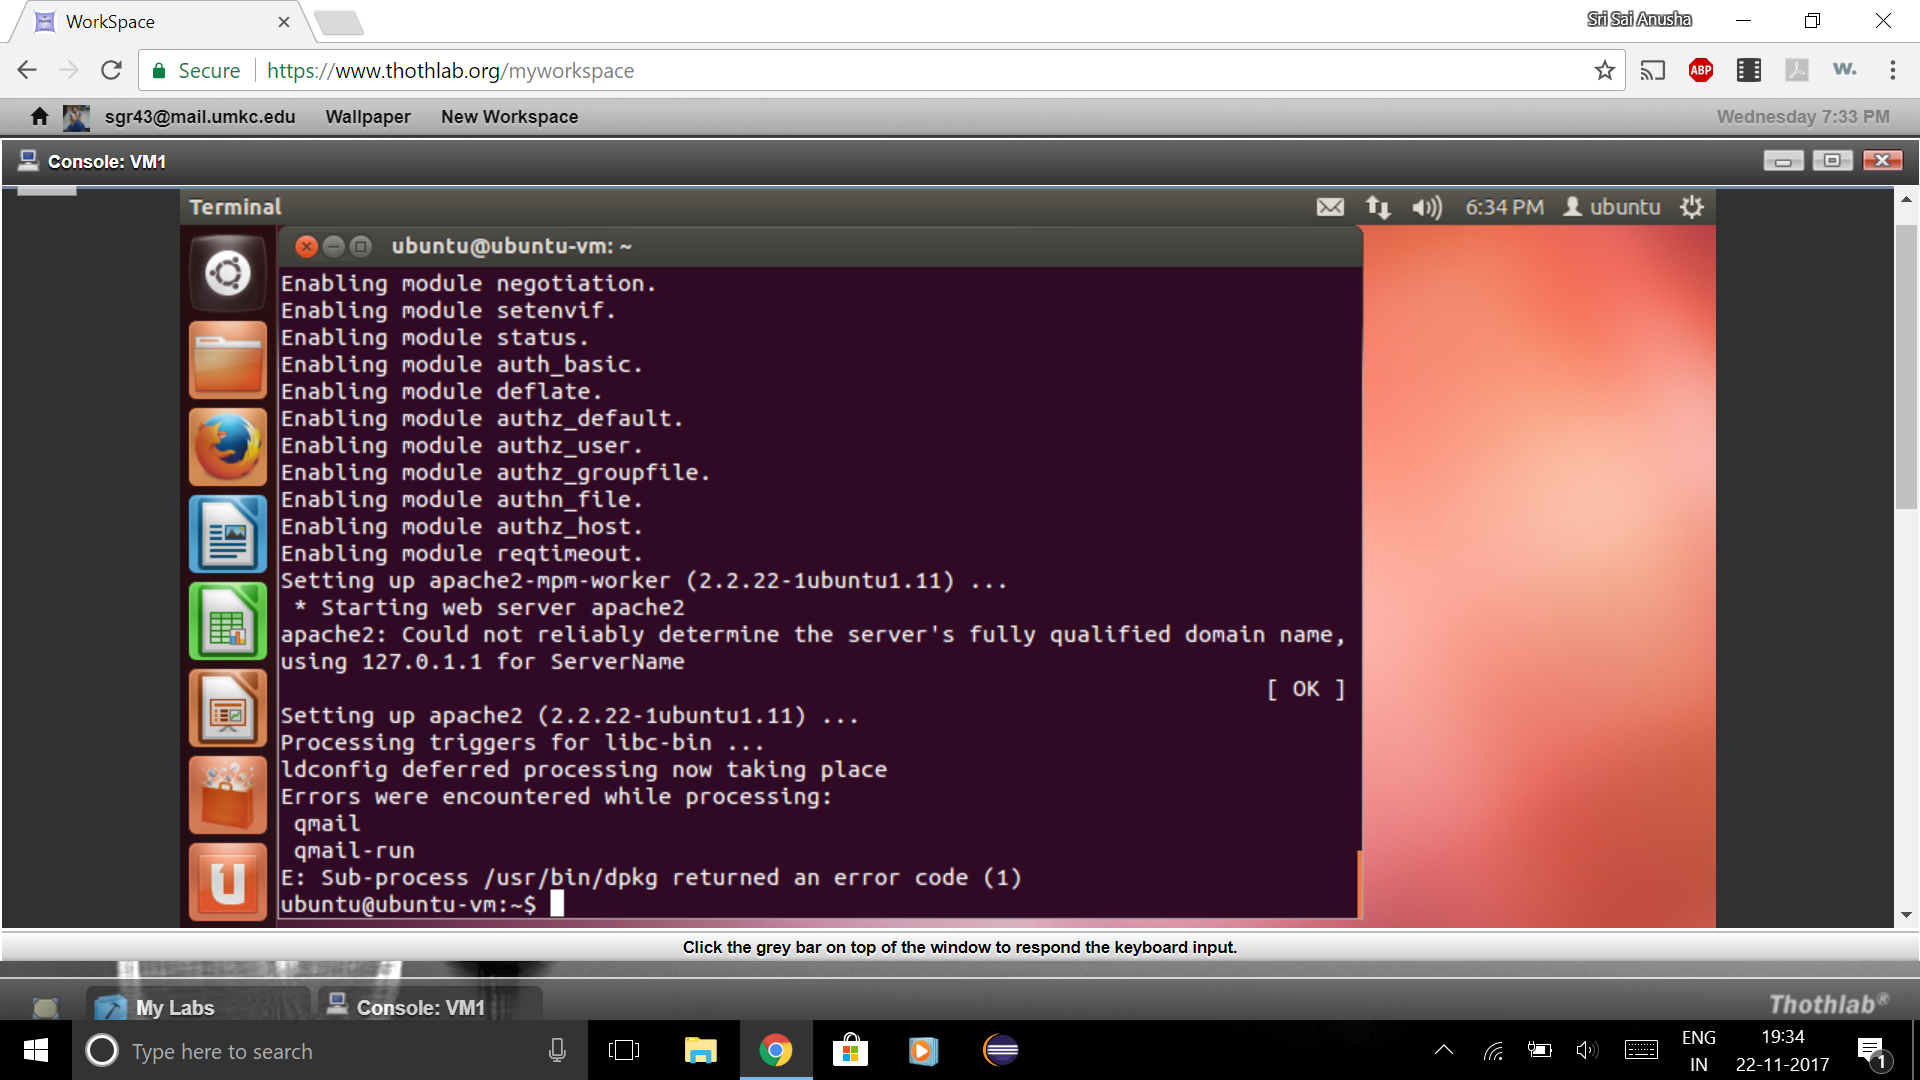 WorkSpace
Sri Sai Anusha
Secure
https://www.thothlab.org/myworkspace
ABP
W.
sgr43@mail.umkc.edu
Wallpaper
New Workspace
Wednesday 7:33 PM
Console: VM1
Terminal
6:34 PM
ubuntu
ubuntu@ubuntu-vm: ~
Enabling module negotiation.
Enabling module setenvif.
Enabling module status.
Enabling module auth_basic.
Enabling module deflate.
Enabling module authz_default.
Enabling module authz_user.
Enabling module authz_groupfile.
Enabling module authn_file.
Enabling module authz_host.
Enabling module reqtimeout.
Setting up apache2-mpm-worker (2.2.22-1ubuntu1.11) ...
* Starting web server apache2
apache2: Could not reliably determine the server's fully qualified domain name,
using 127.0.1.1 for ServerName
[ OK ]
Setting up apache2 (2.2.22-1ubuntu1.11) ...
Processing triggers for libc-bin ...
ldconfig deferred processing now taking place
Errors were encountered while processing:
qmail
qmail-run
E: Sub-process /usr/bin/dpkg returned an error code (1)
ubuntu@ubuntu-vm:~$
Click the grey bar on top of the window to respond the keyboard input.
My Labs
Console: VM1
Thothlab®
Type here to search
ENG
IN
19:34
22-11-2017
1